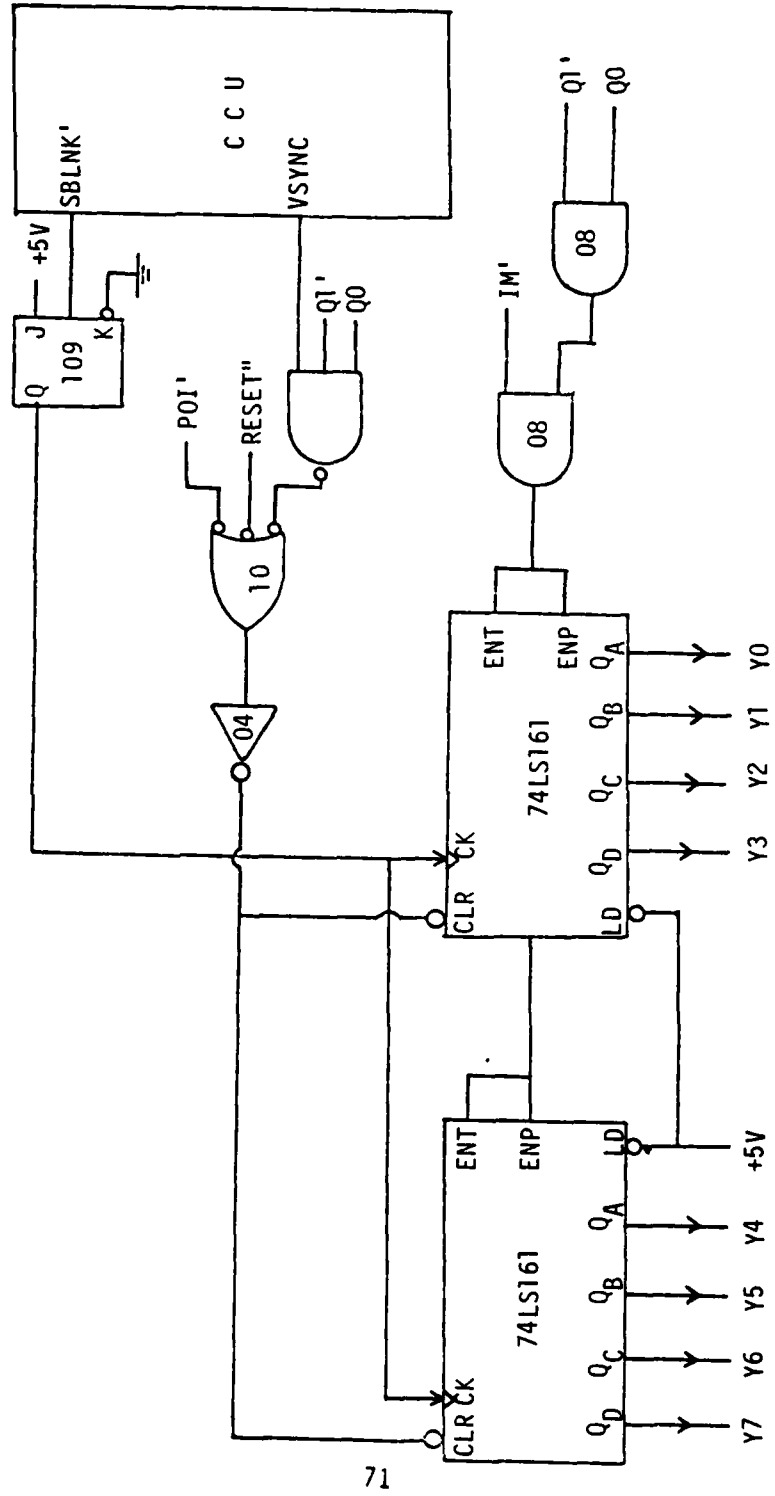 CCU
SBLNK'
VSYNC
+5V
J
Q
109
K
POI'
RESET"
Q1'
Q0
10
04
Q1'
Q0
08
IM'
08
CLR
CK
ENT
ENP
74LS161
LD
QD
QC
QB
QA
Y3
Y2
Y1
Y0
CLR
CK
ENT
ENP
74LS161
QD
QC
QB
QA
LD
Y7
Y6
Y5
Y4
+5V
71